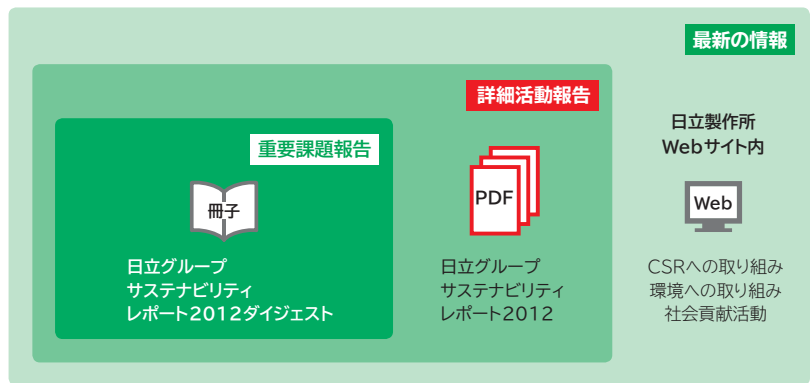 最新の情報
詳細活動報告
重要課題報告
冊子
日立グループ
サステナビリティ
レポート2012ダイジェスト
PDF
日立グループ
サステナビリティ
レポート2012
日立製作所
Webサイト内
Web
CSRへの取り組み
環境への取り組み
社会貢献活動